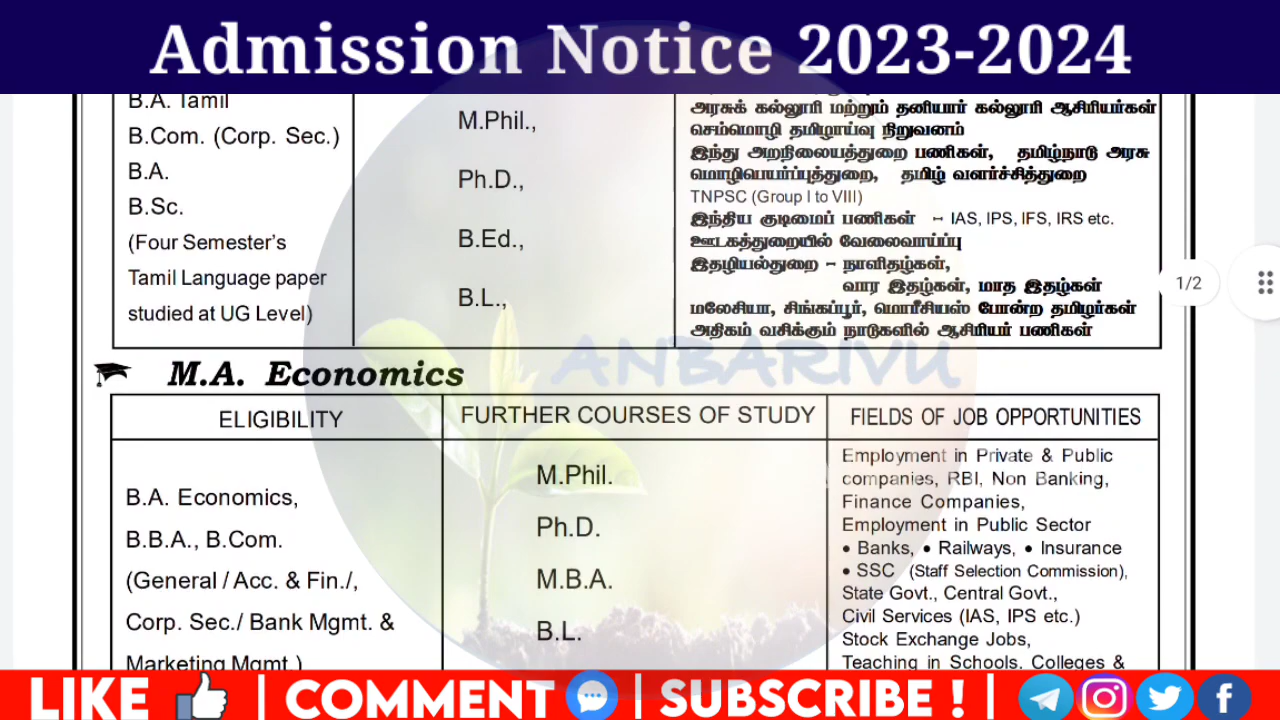 Admission Notice 2023-2024
B.A. Tamil
B.Com. (Corp. Sec.)
B.A.
B.Sc.
(Four Semester's
Tamil Language paper
studied at UG Level)
M.Phil.,
Ph.D.,
B.Ed.,
B.L.,
அரசுக் கல்லூரி மற்றும் தனியார் கல்லூரி ஆசிரியர்கள்
செம்மொழி தமிழாய்வு நிறுவனம்
இந்து அறநிலையத்துறை பணிகள், தமிழ்நாடு அரசு
மொழிபெயர்ப்புத்துறை, தமிழ் வளர்ச்சித்துறை
TNPSC (Group I to VIII)
இந்திய குடிமைப் பணிகள் - IAS, IPS, IFS, IRS etc.
ஊடகத்துறையில் வேலைவாய்ப்பு
இதழியல்துறை - நாளிதழ்கள்,
வார இதழ்கள், மாத இதழ்கள்
மலேசியா, சிங்கப்பூர், மொரீசியஸ் போன்ற தமிழர்கள்
அதிகம் வசிக்கும் நாடுகளில் ஆசிரியர் பணிகள்
1/2
ANBARIVU
M.A. Economics
ELIGIBILITY
FURTHER COURSES OF STUDY
FIELDS OF JOB OPPORTUNITIES
B.A. Economics,
B.B.A., B.Com.
(General / Acc. & Fin./,
Corp. Sec./ Bank Mgmt. &
Marketing Mgmt.)
M.Phil.
Ph.D.
M.B.A.
B.L.
Employment in Private & Public
companies, RBI, Non Banking,
Finance Companies,
Employment in Public Sector
• Banks, • Railways, • Insurance
• SSC (Staff Selection Commission),
State Govt., Central Govt.,
Civil Services (IAS, IPS etc.)
Stock Exchange Jobs,
Teaching in Schools, Colleges &
LIKE | COMMENT | SUBSCRIBE ! |